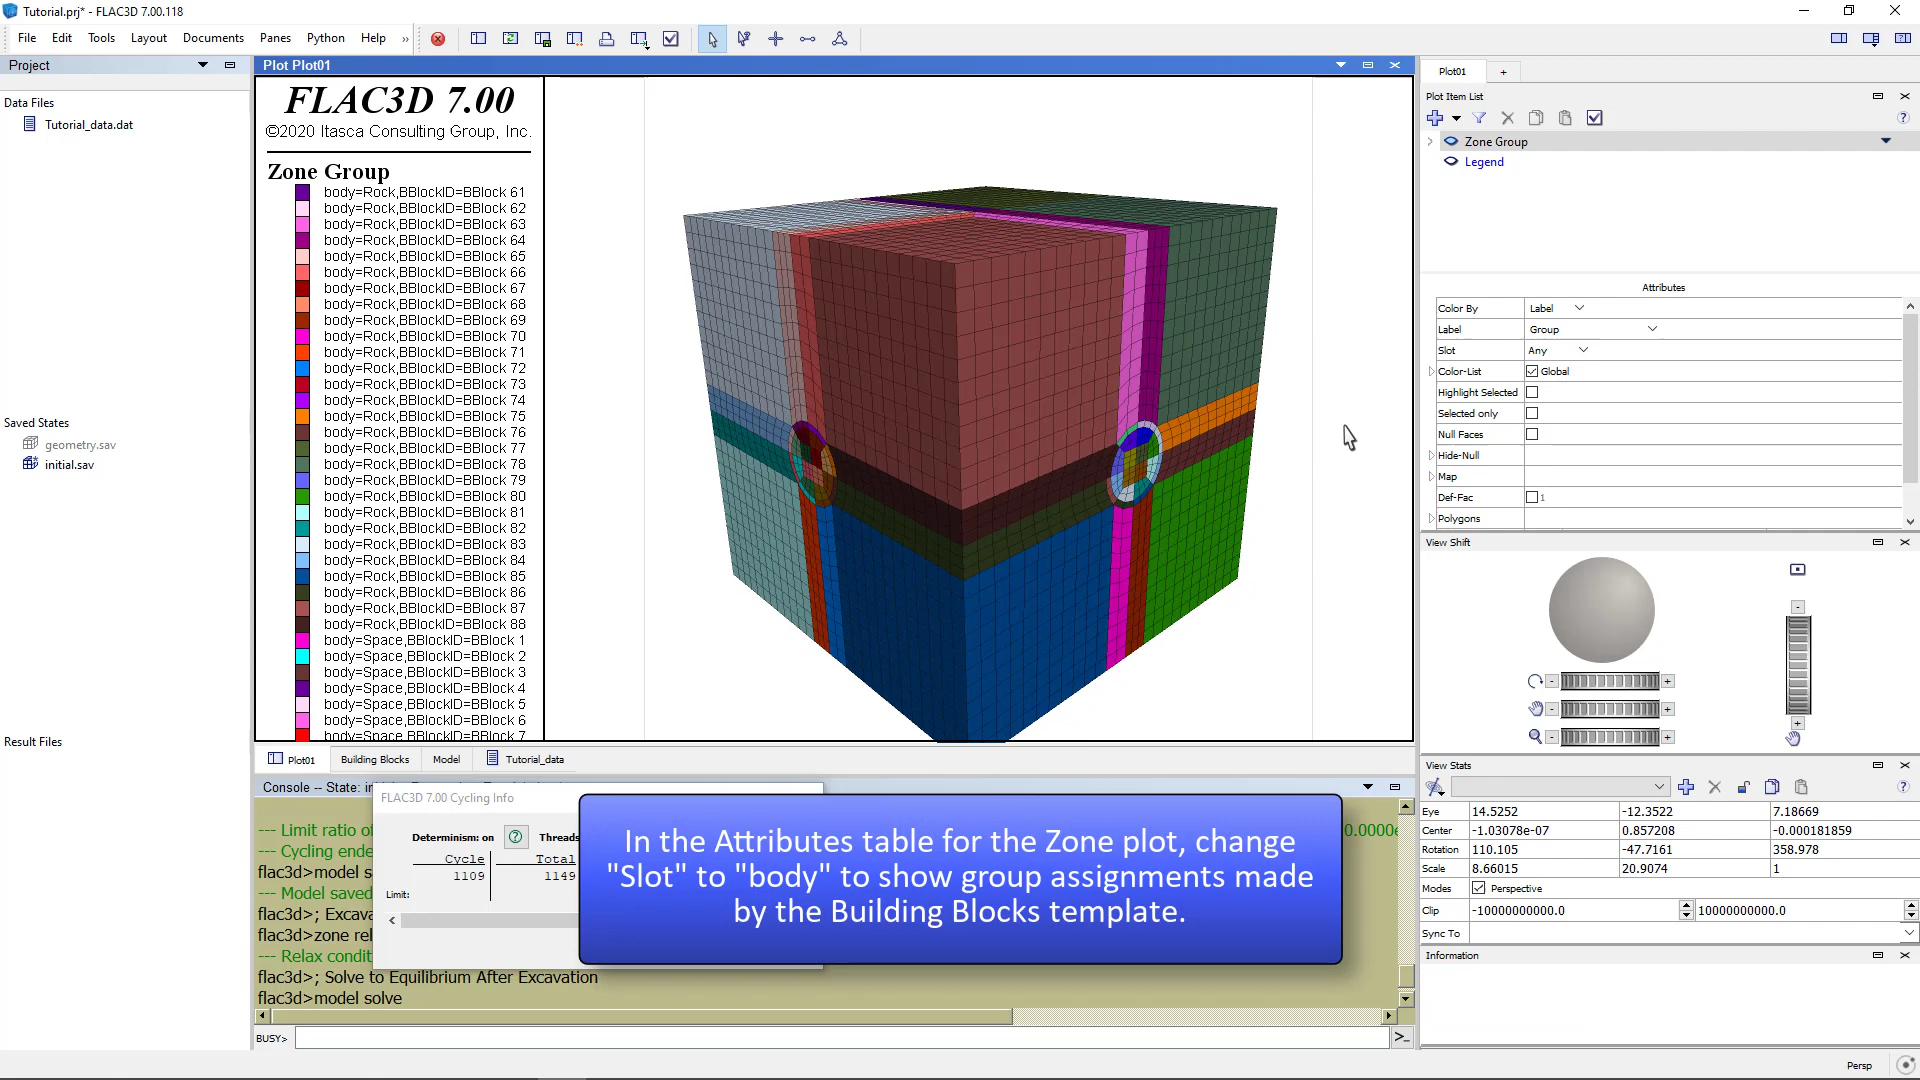 Tutorial.prj* - FLAC3D 7.00.118
File Edit Tools Layout Documents Panes Python Help »
Project
Data Files
Tutorial_data.dat
Saved States
geometry.sav
initial.sav
Result Files
Plot Plot01
FLAC3D 7.00
©2020 Itasca Consulting Group, Inc.
Zone Group
body=Rock,BBlockID=BBlock 61
body=Rock,BBlockID=BBlock 62
body=Rock,BBlockID=BBlock 63
body=Rock,BBlockID=BBlock 64
body=Rock,BBlockID=BBlock 65
body=Rock,BBlockID=BBlock 66
body=Rock,BBlockID=BBlock 67
body=Rock,BBlockID=BBlock 68
body=Rock,BBlockID=BBlock 69
body=Rock,BBlockID=BBlock 70
body=Rock,BBlockID=BBlock 71
body=Rock,BBlockID=BBlock 72
body=Rock,BBlockID=BBlock 73
body=Rock,BBlockID=BBlock 74
body=Rock,BBlockID=BBlock 75
body=Rock,BBlockID=BBlock 76
body=Rock,BBlockID=BBlock 77
body=Rock,BBlockID=BBlock 78
body=Rock,BBlockID=BBlock 79
body=Rock,BBlockID=BBlock 80
body=Rock,BBlockID=BBlock 81
body=Rock,BBlockID=BBlock 82
body=Rock,BBlockID=BBlock 83
body=Rock,BBlockID=BBlock 84
body=Rock,BBlockID=BBlock 85
body=Rock,BBlockID=BBlock 86
body=Rock,BBlockID=BBlock 87
body=Rock,BBlockID=BBlock 88
body=Space,BBlockID=BBlock 1
body=Space,BBlockID=BBlock 2
body=Space,BBlockID=BBlock 3
body=Space,BBlockID=BBlock 4
body=Space,BBlockID=BBlock 5
body=Space,BBlockID=BBlock 6
body=Space,BBlockID=BBlock 7
Plot01 Building Blocks Model Tutorial_data
Console -- State: in
--- Limit ratio of
--- Cycling ende
flac3d>model s
--- Model saved
flac3d>; Excava
flac3d>zone rel
--- Relax condit
flac3d>; Solve to Equilibrium After Excavation
flac3d>model solve
0.0000e
BUSY>
FLAC3D 7.00 Cycling Info
Determinism: on Threads
Cycle Total
1109 1149
Limit:
In the Attributes table for the Zone plot, change
"Slot" to "body" to show group assignments made
by the Building Blocks template.
Plot01 +
Plot Item List
Zone Group
Legend
Attributes
Color By Label
Label Group
Slot Any
Color-List Global
Highlight Selected
Selected only
Null Faces
Hide-Null
Map
Def-Fac 1
Polygons
View Shift
View Stats
Eye 14.5252 -12.3522 7.18669
Center -1.03078e-07 0.857208 -0.000181859
Rotation 110.105 -47.7161 358.978
Scale 8.66015 20.9074 1
Modes Perspective
Clip -10000000000.0 10000000000.0
Sync To
Information
Persp